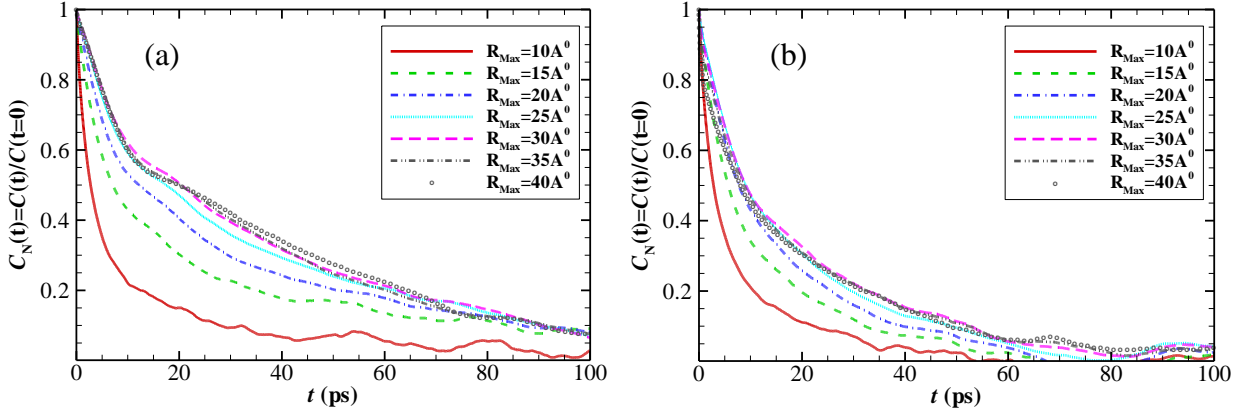 C_N(t)=C(t)/C(t=0)
1
0.8
0.6
0.4
0.2
0
20
40
60
80
100
t (ps)
(a)
R_Max=10A^0
R_Max=15A^0
R_Max=20A^0
R_Max=25A^0
R_Max=30A^0
R_Max=35A^0
R_Max=40A^0
C_N(t)=C(t)/C(t=0)
1
0.8
0.6
0.4
0.2
0
20
40
60
80
100
t (ps)
(b)
R_Max=10A^0
R_Max=15A^0
R_Max=20A^0
R_Max=25A^0
R_Max=30A^0
R_Max=35A^0
R_Max=40A^0